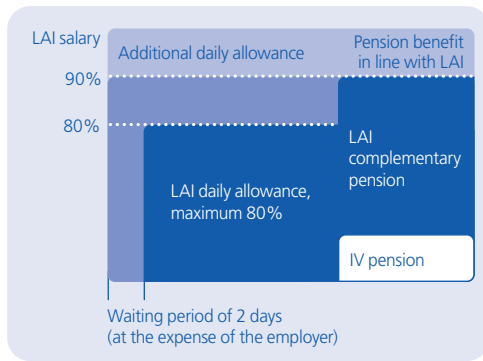 LAI salary
Additional daily allowance
Pension benefit
in line with LAI
90%
80%
LAI
complementary
pension
LAI daily allowance,
maximum 80%
IV pension
Waiting period of 2 days
(at the expense of the employer)